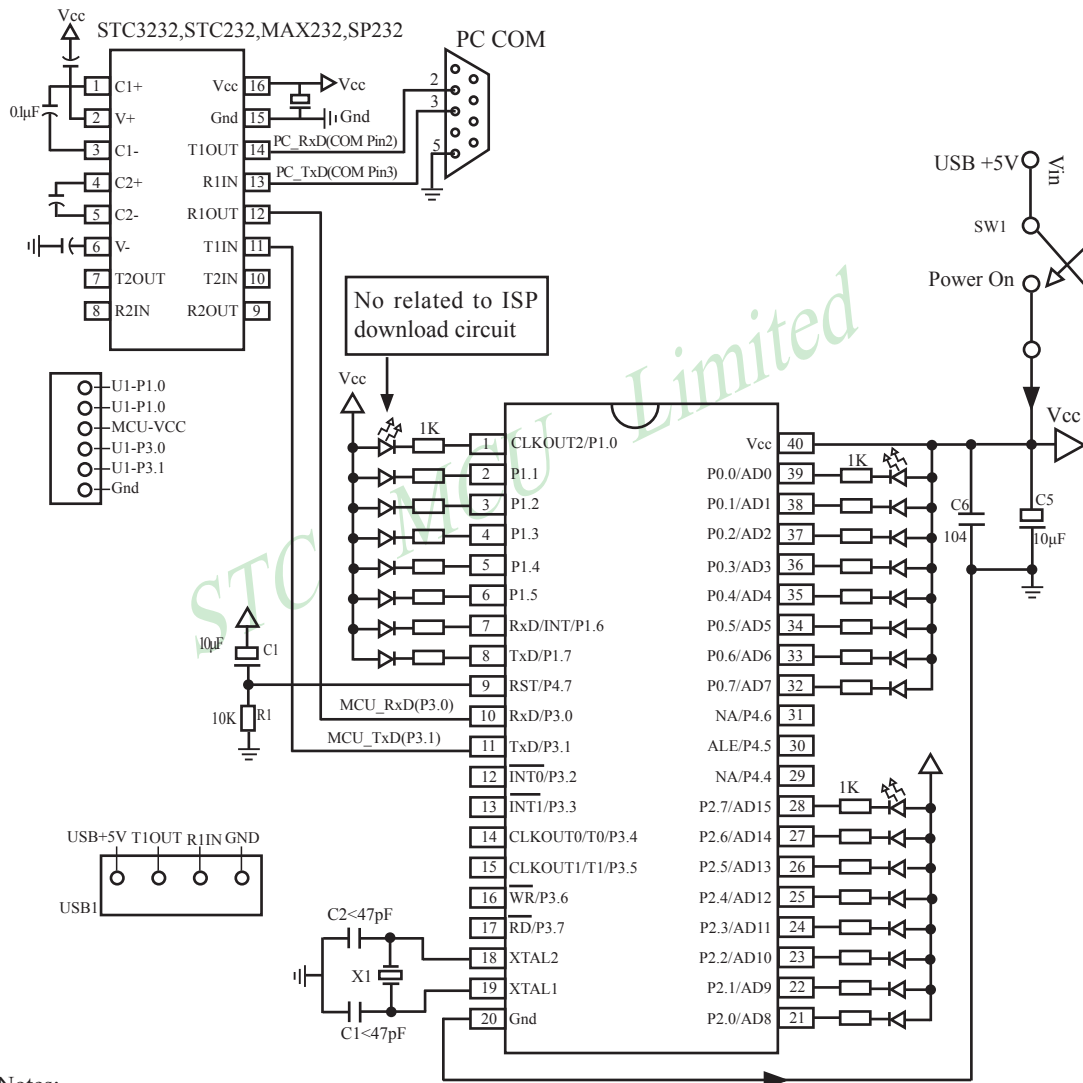 Vcc
STC3232,STC232,MAX232,SP232
PC COM
1 C1+ Vcc 16 Vcc
0.1μF
2 V+ Gnd 15 Gnd
3 C1- T1OUT 14 PC_RxD(COM Pin2)
4 C2+ R1IN 13 PC_TxD(COM Pin3)
5 C2- R1OUT 12
6 V- T1IN 11
7 T2OUT T2IN 10
8 R2IN R2OUT 9
2
3
5
USB +5V
Vin
SW1
Power On
Vcc
No related to ISP
download circuit
U1-P1.0
U1-P1.0
MCU-VCC
U1-P3.0
U1-P3.1
Gnd
STC MCU Limited
Vcc
1K
1 CLKOUT2/P1.0 Vcc 40
2 P1.1 P0.0/AD0 39 1K
3 P1.2 P0.1/AD1 38
4 P1.3 P0.2/AD2 37
5 P1.4 P0.3/AD3 36
6 P1.5 P0.4/AD4 35
7 RxD/INT/P1.6 P0.5/AD5 34
8 TxD/P1.7 P0.6/AD6 33
9 RST/P4.7 P0.7/AD7 32
10 RxD/P3.0 NA/P4.6 31
11 TxD/P3.1 ALE/P4.5 30
12 INT0/P3.2 NA/P4.4 29
13 INT1/P3.3 P2.7/AD15 28 1K
14 CLKOUT0/T0/P3.4 P2.6/AD14 27
15 CLKOUT1/T1/P3.5 P2.5/AD13 26
16 WR/P3.6 P2.4/AD12 25
17 RD/P3.7 P2.3/AD11 24
18 XTAL2 P2.2/AD10 23
19 XTAL1 P2.1/AD9 22
20 Gnd P2.0/AD8 21
C6
104
C5
10μF
10μF C1
10K R1
MCU_RxD(P3.0)
MCU_TxD(P3.1)
USB+5V T1OUT R1IN GND
USB1
C2<47pF
X1
C1<47pF
Notes: